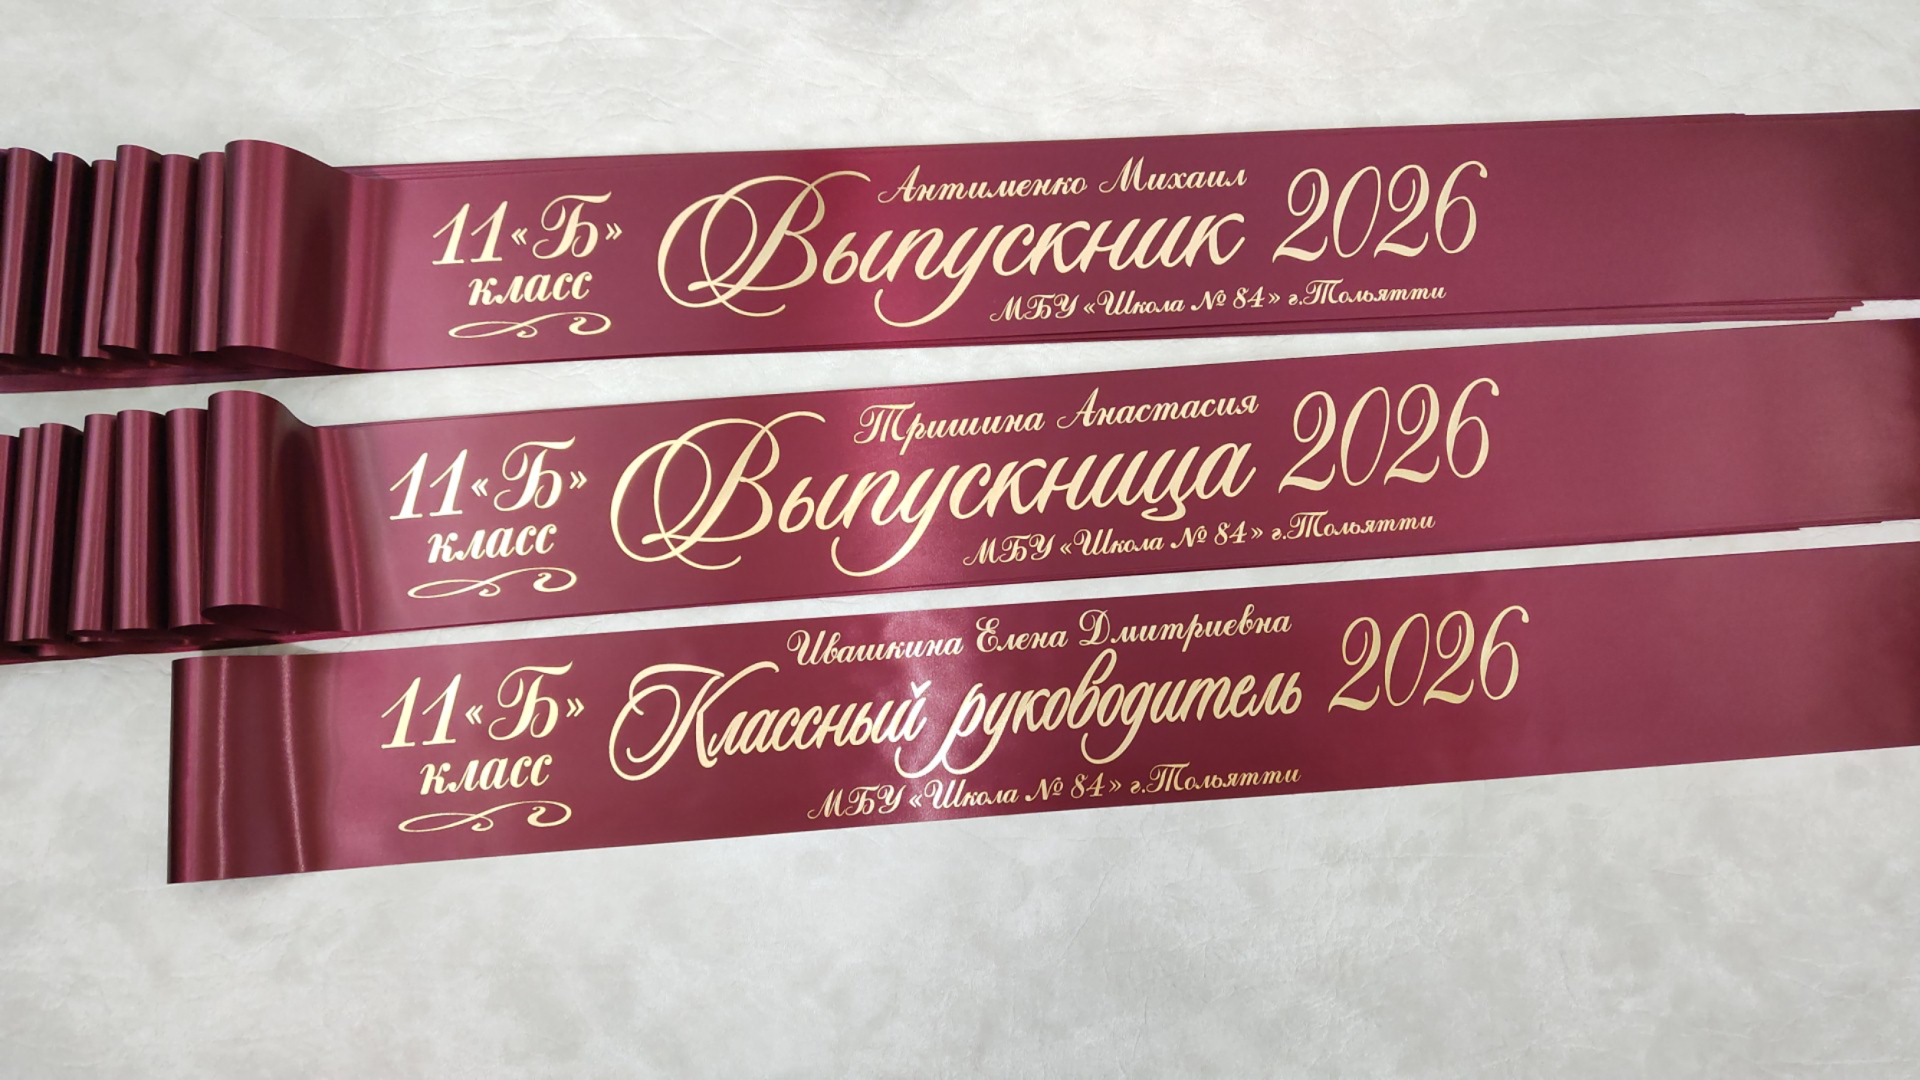 11 «Б»
класс
Антименко Михаил
Выпускник 2026
МБУ «Школа № 84» г.Тольятти
11 «Б»
класс
Тришина Анастасия
Выпускница 2026
МБУ «Школа № 84» г.Тольятти
11 «Б»
класс
Ивашкина Елена Дмитриевна
Классный руководитель 2026
МБУ «Школа № 84» г.Тольятти